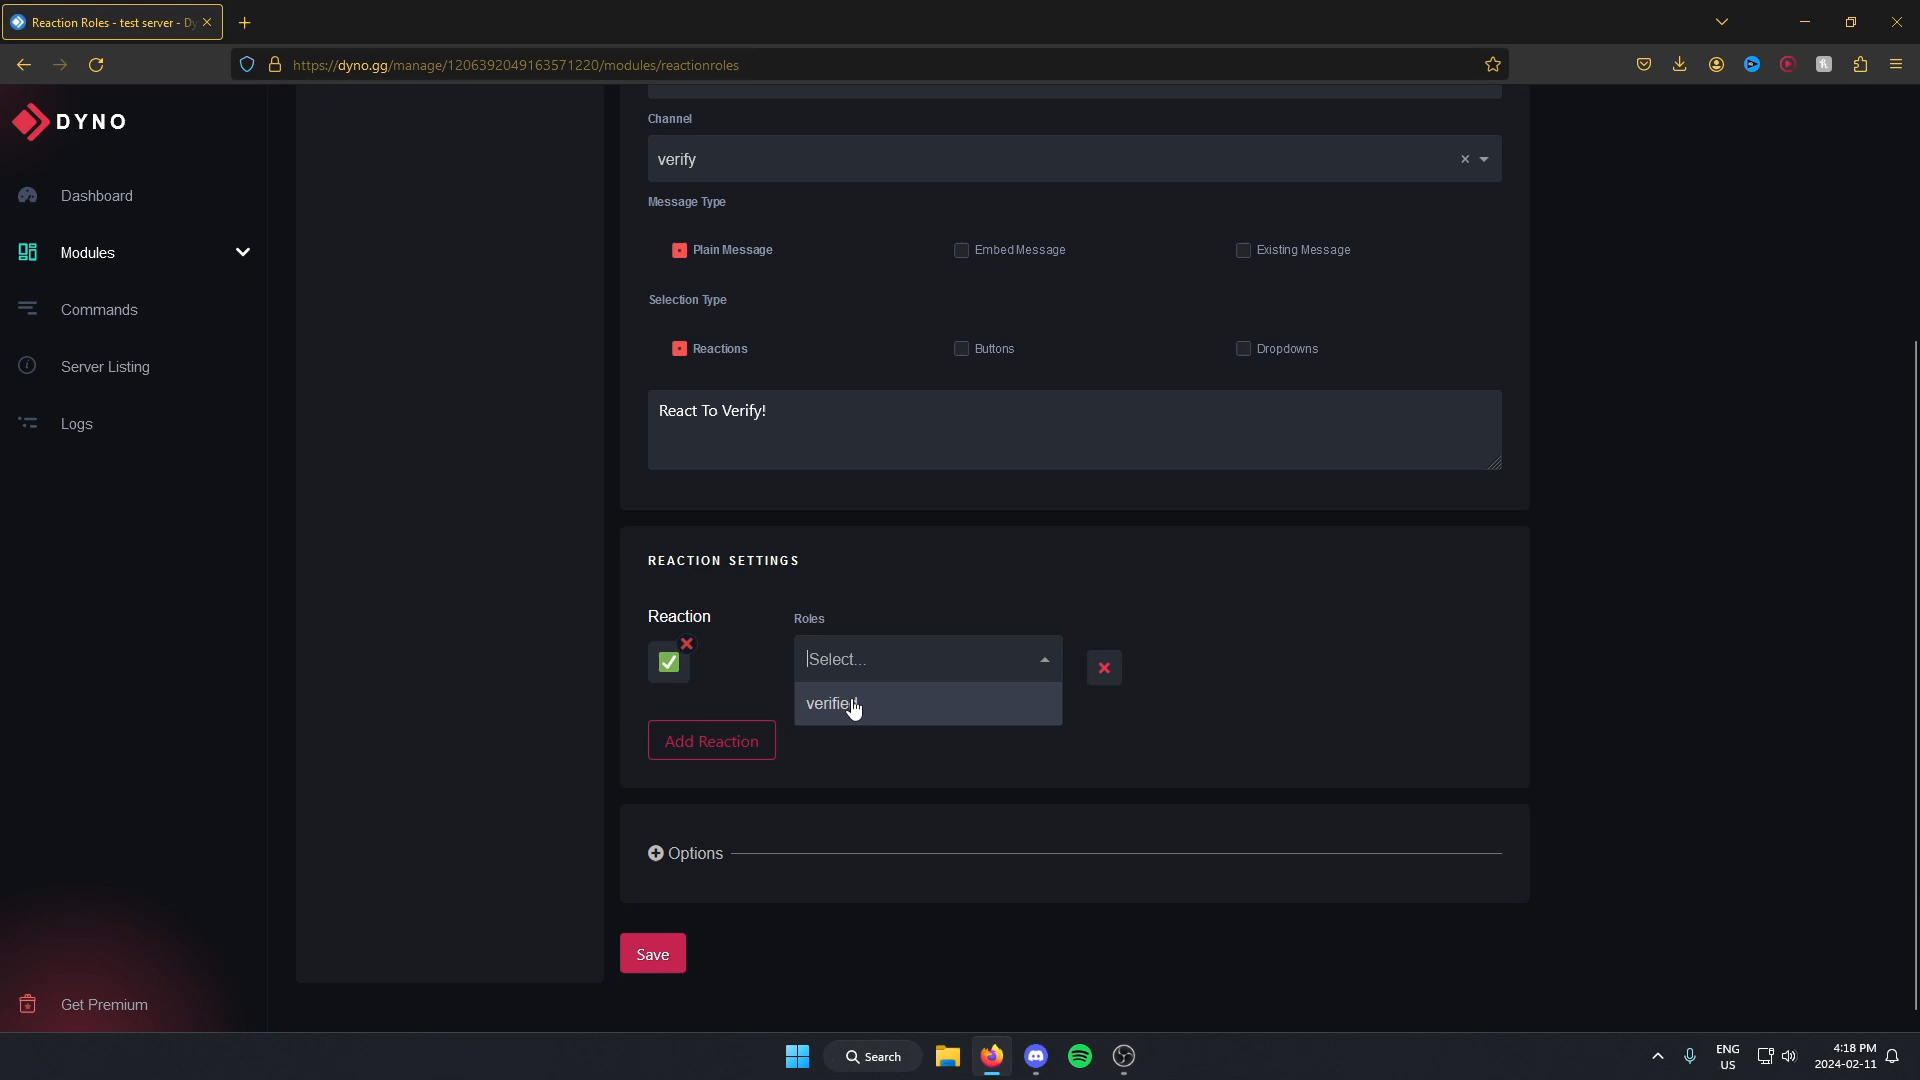 Reaction Roles - test server - Dy
https://dyno.gg/manage/1206392049163571220/modules/reactionroles
DYNO
Dashboard
Modules
Commands
Server Listing
Logs
Get Premium
Channel
verify
Message Type
Plain Message
Embed Message
Existing Message
Selection Type
Reactions
Buttons
Dropdowns
React To Verify!
REACTION SETTINGS
Reaction
Roles
Select...
verified
Add Reaction
Options
Save
Search
ENG
US
4:18 PM
2024-02-11